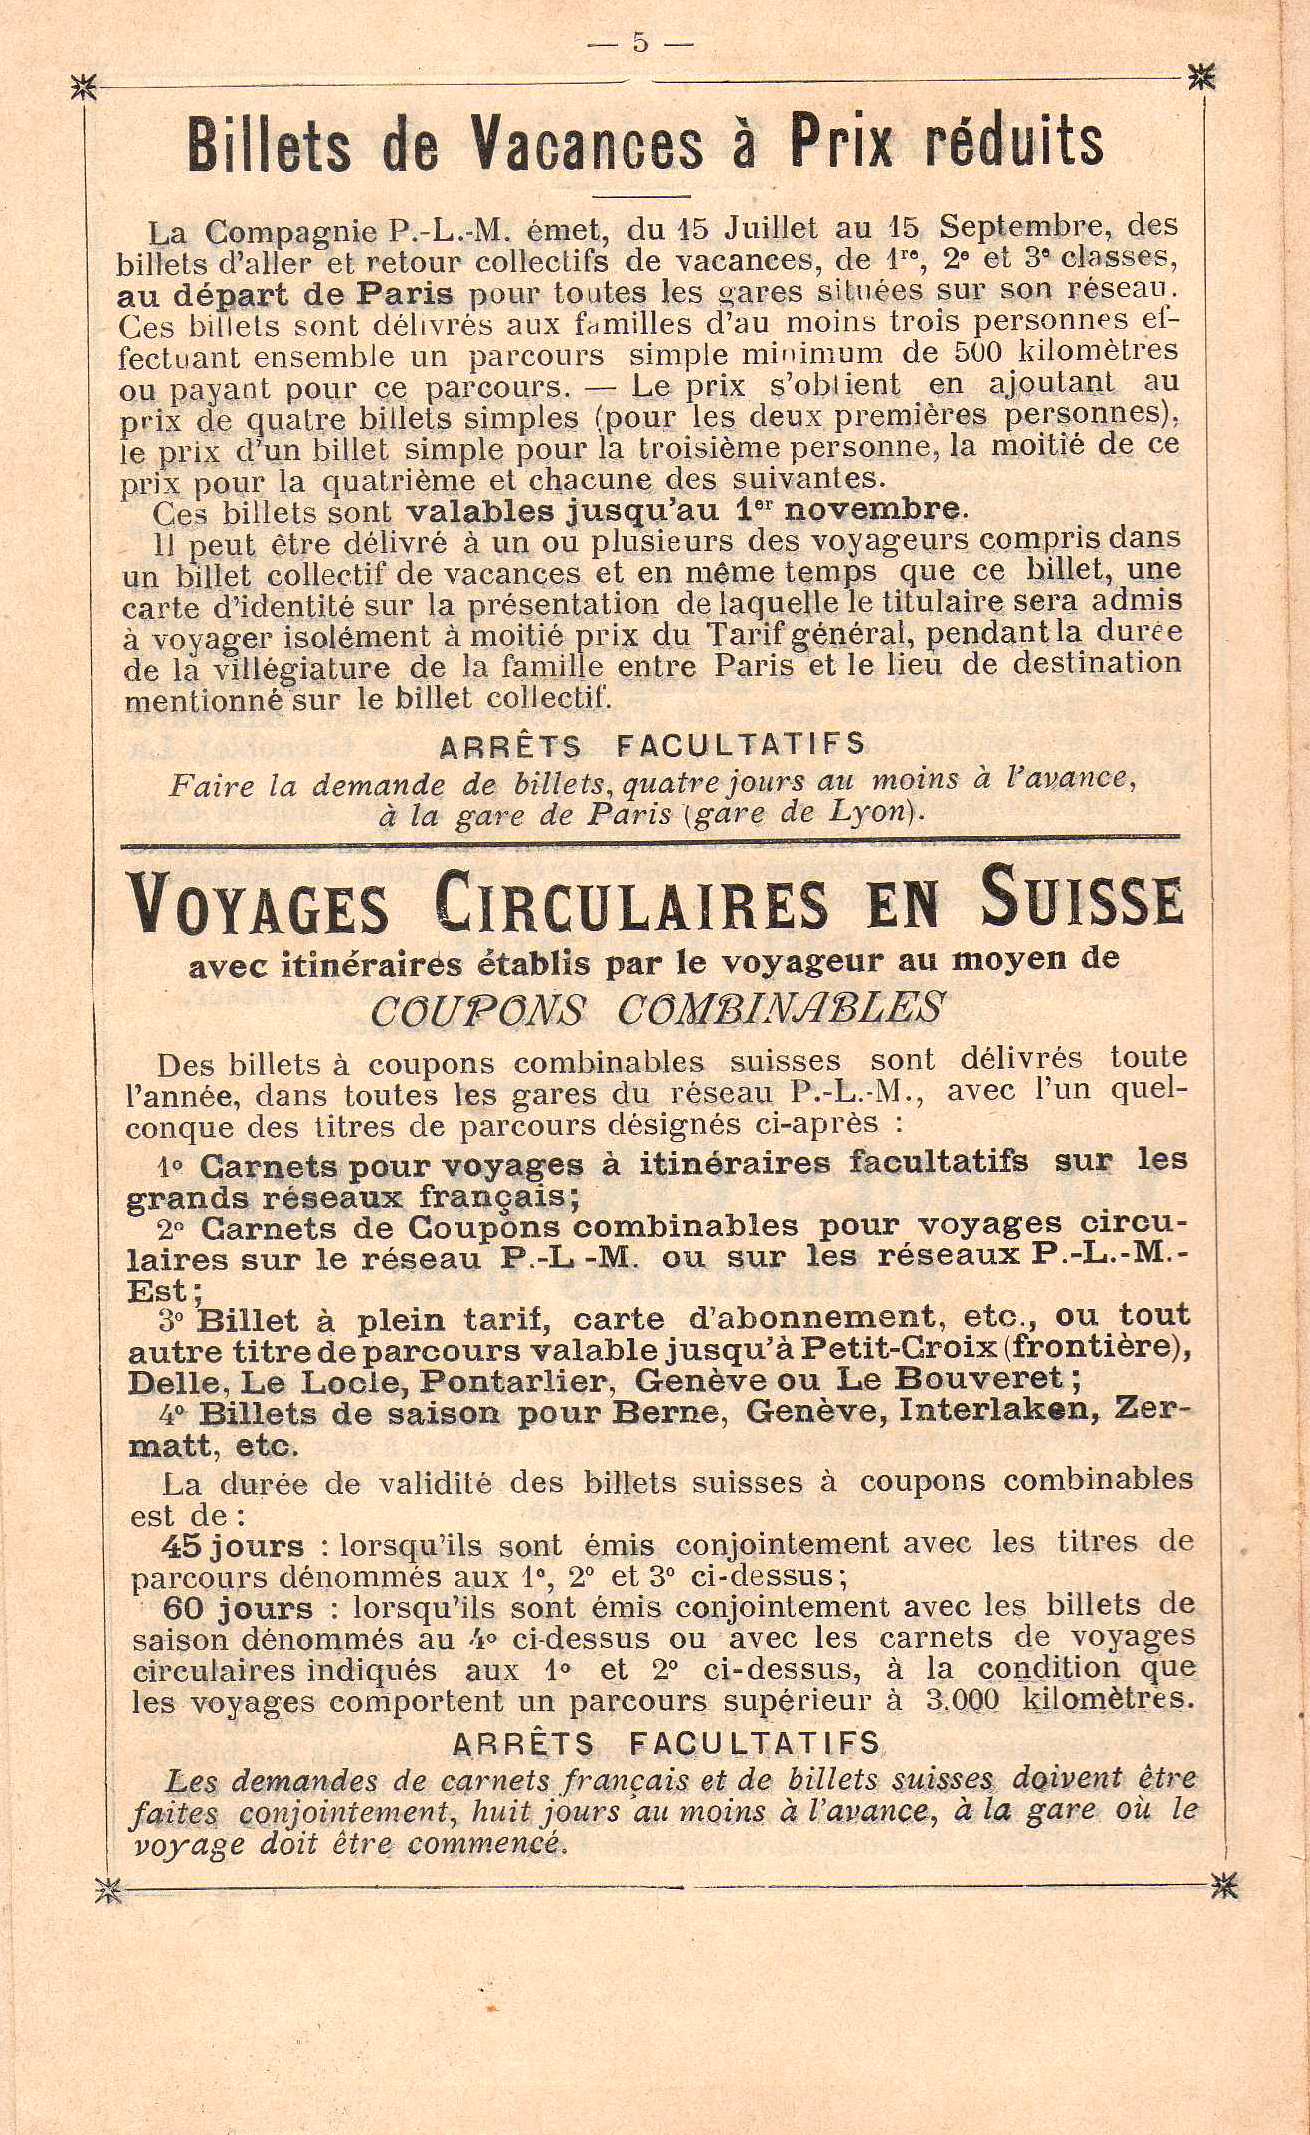 — 5 —
Billets de Vacances à Prix réduits
La Compagnie P.-L.-M. émet, du 15 Juillet au 15 Septembre, des
billets d'aller et retour collectifs de vacances, de 1re, 2e et 3e classes,
au départ de Paris pour toutes les gares situées sur son réseau.
Ces billets sont délivrés aux familles d'au moins trois personnes ef-
fectuant ensemble un parcours simple minimum de 500 kilomètres
ou payant pour ce parcours. — Le prix s'obtient en ajoutant au
prix de quatre billets simples (pour les deux premières personnes),
le prix d'un billet simple pour la troisième personne, la moitié de ce
prix pour la quatrième et chacune des suivantes.
Ces billets sont valables jusqu'au 1er novembre.
Il peut être délivré à un ou plusieurs des voyageurs compris dans
un billet collectif de vacances et en même temps que ce billet, une
carte d'identité sur la présentation de laquelle le titulaire sera admis
à voyager isolément à moitié prix du Tarif général, pendant la durée
de la villégiature de la famille entre Paris et le lieu de destination
mentionné sur le billet collectif.
ARRÊTS FACULTATIFS
Faire la demande de billets, quatre jours au moins à l'avance,
à la gare de Paris (gare de Lyon).
VOYAGES CIRCULAIRES EN SUISSE
avec itinéraires établis par le voyageur au moyen de
COUPONS COMBINABLES
Des billets à coupons combinables suisses sont délivrés toute
l'année, dans toutes les gares du réseau P.-L.-M., avec l'un quel-
conque des titres de parcours désignés ci-après :
1o Carnets pour voyages à itinéraires facultatifs sur les
grands réseaux français;
2o Carnets de Coupons combinables pour voyages circu-
laires sur le réseau P.-L -M. ou sur les réseaux P.-L.-M.-
Est;
3o Billet à plein tarif, carte d'abonnement, etc., ou tout
autre titre de parcours valable jusqu'à Petit-Croix (frontière),
Delle, Le Locle, Pontarlier, Genève ou Le Bouveret;
4o Billets de saison pour Berne, Genève, Interlaken, Zer-
matt, etc.
La durée de validité des billets suisses à coupons combinables
est de :
45 jours : lorsqu'ils sont émis conjointement avec les titres de
parcours dénommés aux 1o, 2o et 3o ci-dessus;
60 jours : lorsqu'ils sont émis conjointement avec les billets de
saison dénommés au 4o ci-dessus ou avec les carnets de voyages
circulaires indiqués aux 1o et 2o ci-dessus, à la condition que
les voyages comportent un parcours supérieur à 3.000 kilomètres.
ARRÊTS FACULTATIFS
Les demandes de carnets français et de billets suisses doivent être
faites conjointement, huit jours au moins à l'avance, à la gare où le
voyage doit être commencé.